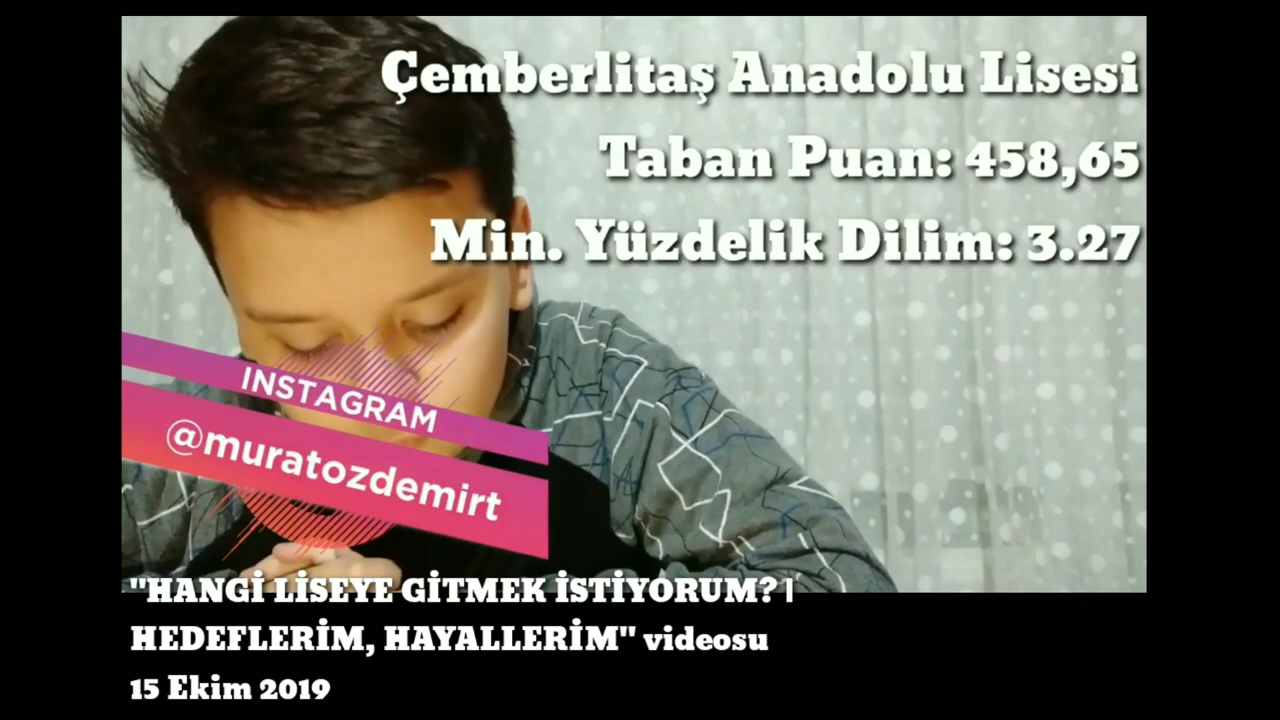 Çemberlitaş Anadolu Lisesi
Taban Puan: 458,65
Min. Yüzdelik Dilim: 3.27
INSTAGRAM
@muratozdemirt
"HANGİ LİSEYE GİTMEK İSTİYORUM? |
HEDEFLERİM, HAYALLERİM" videosu
15 Ekim 2019